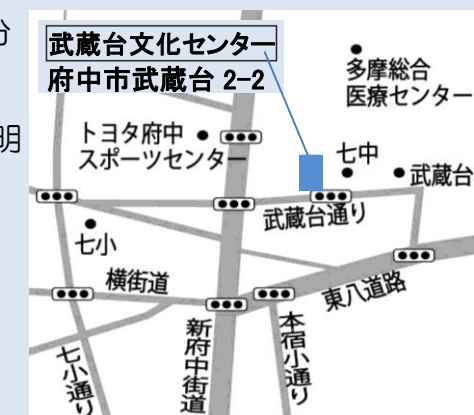 分
明
武蔵台文化センター
府中市武蔵台 2-2
多摩総合
医療センター
トヨタ府中
スポーツセンター
七中
武蔵台
武蔵台通り
七小
横街道
東八道路
新府中街道
本宿小通り
七小通り